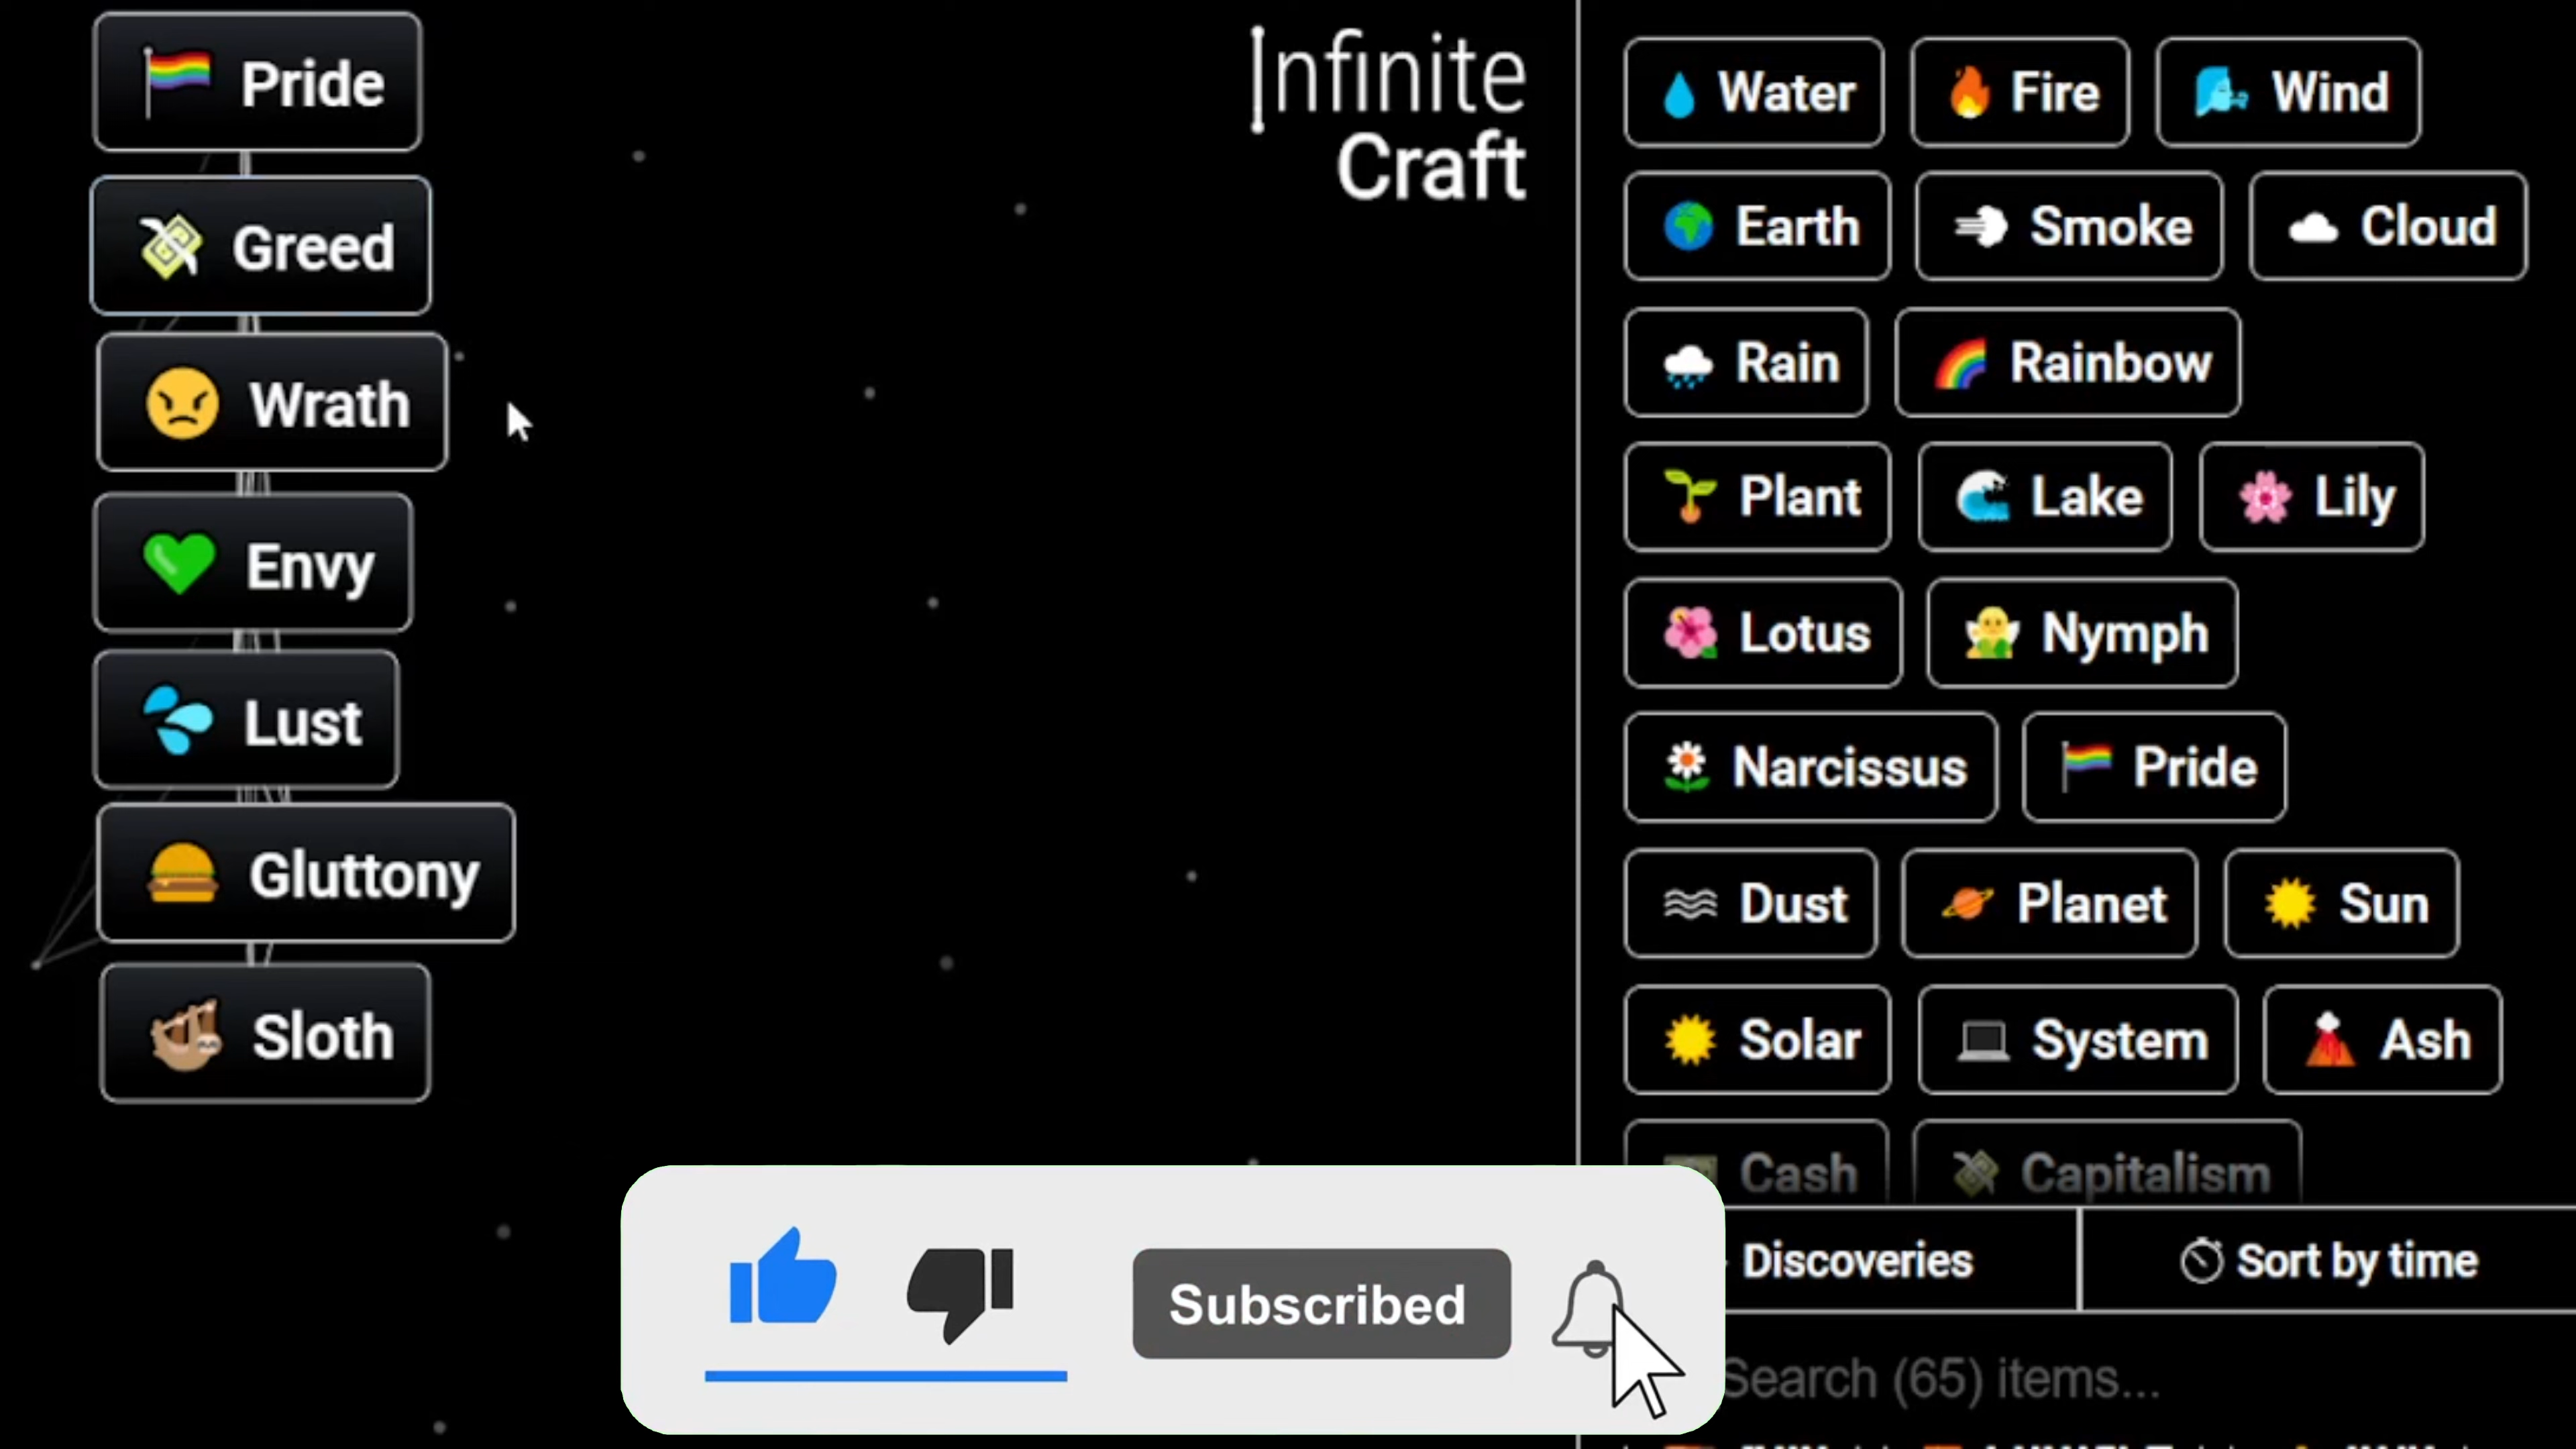 Pride
Greed
Wrath
Envy
Lust
Gluttony
Sloth
Infinite
Craft
Water Fire Wind
Earth Smoke Cloud
Rain Rainbow
Plant Lake Lily
Lotus Nymph
Narcissus Pride
Dust Planet Sun
Solar System Ash
Cash Capitalism
Discoveries Sort by time
Search (65) items...
Subscribed